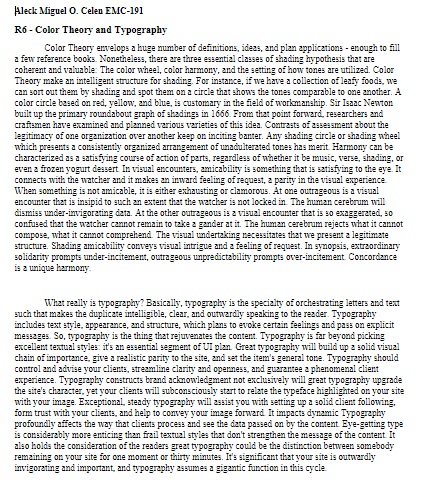 Aleck Miguel O. Celen EMC-191
R6 - Color Theory and Typography
Color Theory envelops a huge number of definitions, ideas, and plan applications - enough to fill
a few reference books. Nonetheless, there are three essential classes of shading hypothesis that are
coherent and valuable: The color wheel, color harmony, and the setting of how tones are utilized. Color
Theory make an intelligent structure for shading. For instance, if we have a collection of leafy foods, we
can sort out them by shading and spot them on a circle that shows the tones comparable to one another. A
color circle based on red, yellow, and blue, is customary in the field of workmanship. Sir Isaac Newton
built up the primary roundabout graph of shadings in 1666. From that point forward, researchers and
craftsmen have examined and planned various varieties of this idea. Contrasts of assessment about the
legitimacy of one organization over another keep on inciting banter. Any shading circle or shading wheel
which presents a consistently organized arrangement of unadulterated tones has merit. Harmony can be
characterized as a satisfying course of action of parts, regardless of whether it be music, verse, shading, or
even a frozen yogurt dessert. In visual encounters, amicability is something that is satisfying to the eye. It
connects with the watcher and it makes an inward feeling of request, a parity in the visual experience.
When something is not amicable, it is either exhausting or clamorous. At one outrageous is a visual
encounter that is insipid to such an extent that the watcher is not locked in. The human cerebrum will
dismiss under-invigorating data. At the other outrageous is a visual encounter that is so exaggerated, so
confused that the watcher cannot remain to take a gander at it. The human cerebrum rejects what it cannot
compose, what it cannot comprehend. The visual undertaking necessitates that we present a legitimate
structure. Shading amicability conveys visual intrigue and a feeling of request. In synopsis, extraordinary
solidarity prompts under-incitement, outrageous unpredictability prompts over-incitement. Concordance
is a unique harmony.
What really is typography? Basically, typography is the specialty of orchestrating letters and text
such that makes the duplicate intelligible, clear, and outwardly speaking to the reader. Typography
includes text style, appearance, and structure, which plans to evoke certain feelings and pass on explicit
messages. So, typography is the thing that rejuvenates the content. Typography is far beyond picking
excellent textual styles: it's an essential segment of UI plan. Great typography will build up a solid visual
chain of importance, give a realistic parity to the site, and set the item's general tone. Typography should
control and advise your clients, streamline clarity and openness, and guarantee a phenomenal client
experience. Typography constructs brand acknowledgment not exclusively will great typography upgrade
the site's character, yet your clients will subconsciously start to relate the typeface highlighted on your site
with your image. Exceptional, steady typography will assist you with setting up a solid client following,
form trust with your clients, and help to convey your image forward. It impacts dynamic Typography
profoundly affects the way that clients process and see the data passed on by the content. Eye-getting type
is considerably more enticing than frail textual styles that don't strengthen the message of the content. It
also holds the consideration of the readers great typography could be the distinction between somebody
remaining on your site for one moment or thirty minutes. It's significant that your site is outwardly
invigorating and important, and typography assumes a gigantic function in this cycle.